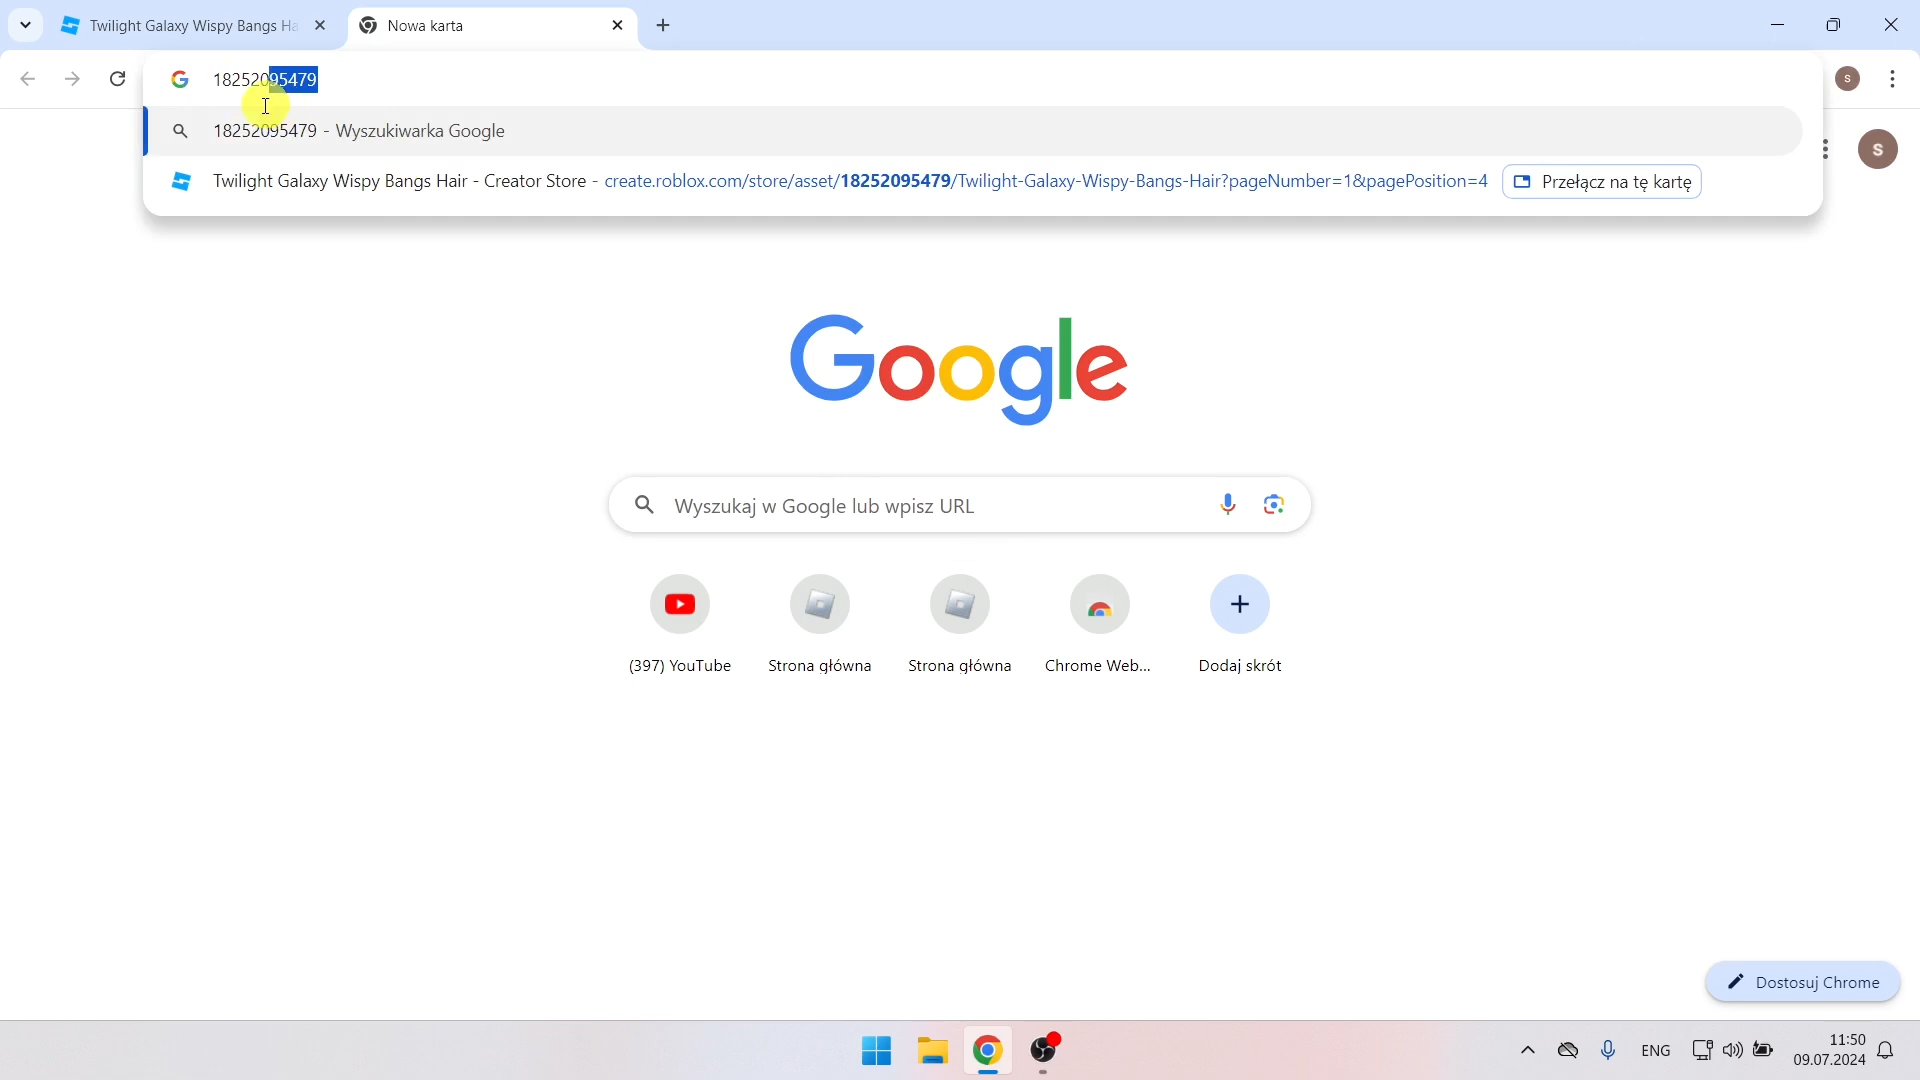 Twilight Galaxy Wispy Bangs Ha
Nowa karta
18252095479
S
18252095479 - Wyszukiwarka Google
Twilight Galaxy Wispy Bangs Hair - Creator Store - create.roblox.com/store/asset/18252095479/Twilight-Galaxy-Wispy-Bangs-Hair?pageNumber=1&pagePosition=4
Przełącz na tę kartę
S
Google
Wyszukaj w Google lub wpisz URL
(397) YouTube
Strona główna
Strona główna
Chrome Web...
Dodaj skrót
Dostosuj Chrome
ENG
11:50
09.07.2024